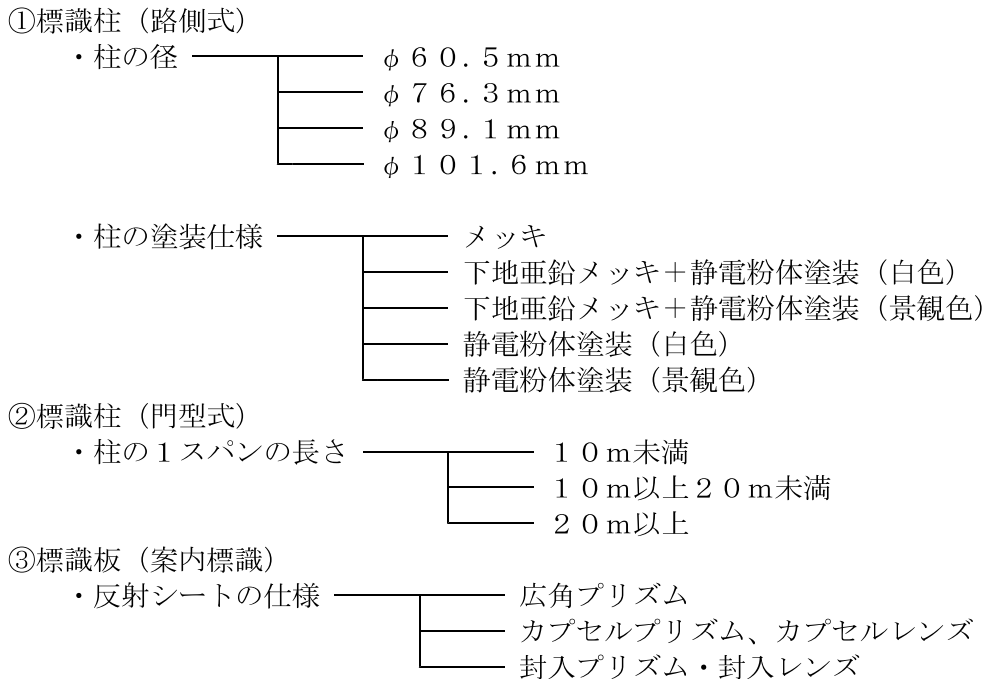 ①標識柱（路側式）
・柱の径
φ６０．５ｍｍ
φ７６．３ｍｍ
φ８９．１ｍｍ
φ１０１．６ｍｍ
・柱の塗装仕様
メッキ
下地亜鉛メッキ＋静電粉体塗装（白色）
下地亜鉛メッキ＋静電粉体塗装（景観色）
静電粉体塗装（白色）
静電粉体塗装（景観色）
②標識柱（門型式）
・柱の１スパンの長さ
１０ｍ未満
１０ｍ以上２０ｍ未満
２０ｍ以上
③標識板（案内標識）
・反射シートの仕様
広角プリズム
カプセルプリズム、カプセルレンズ
封入プリズム・封入レンズ